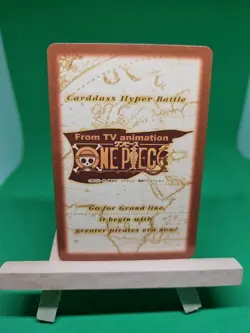 Carddass Hyper Battle
From TV animation
ワンピース
ONE PIECE
Go for Grand line,
it begin with
greater pirates era now!